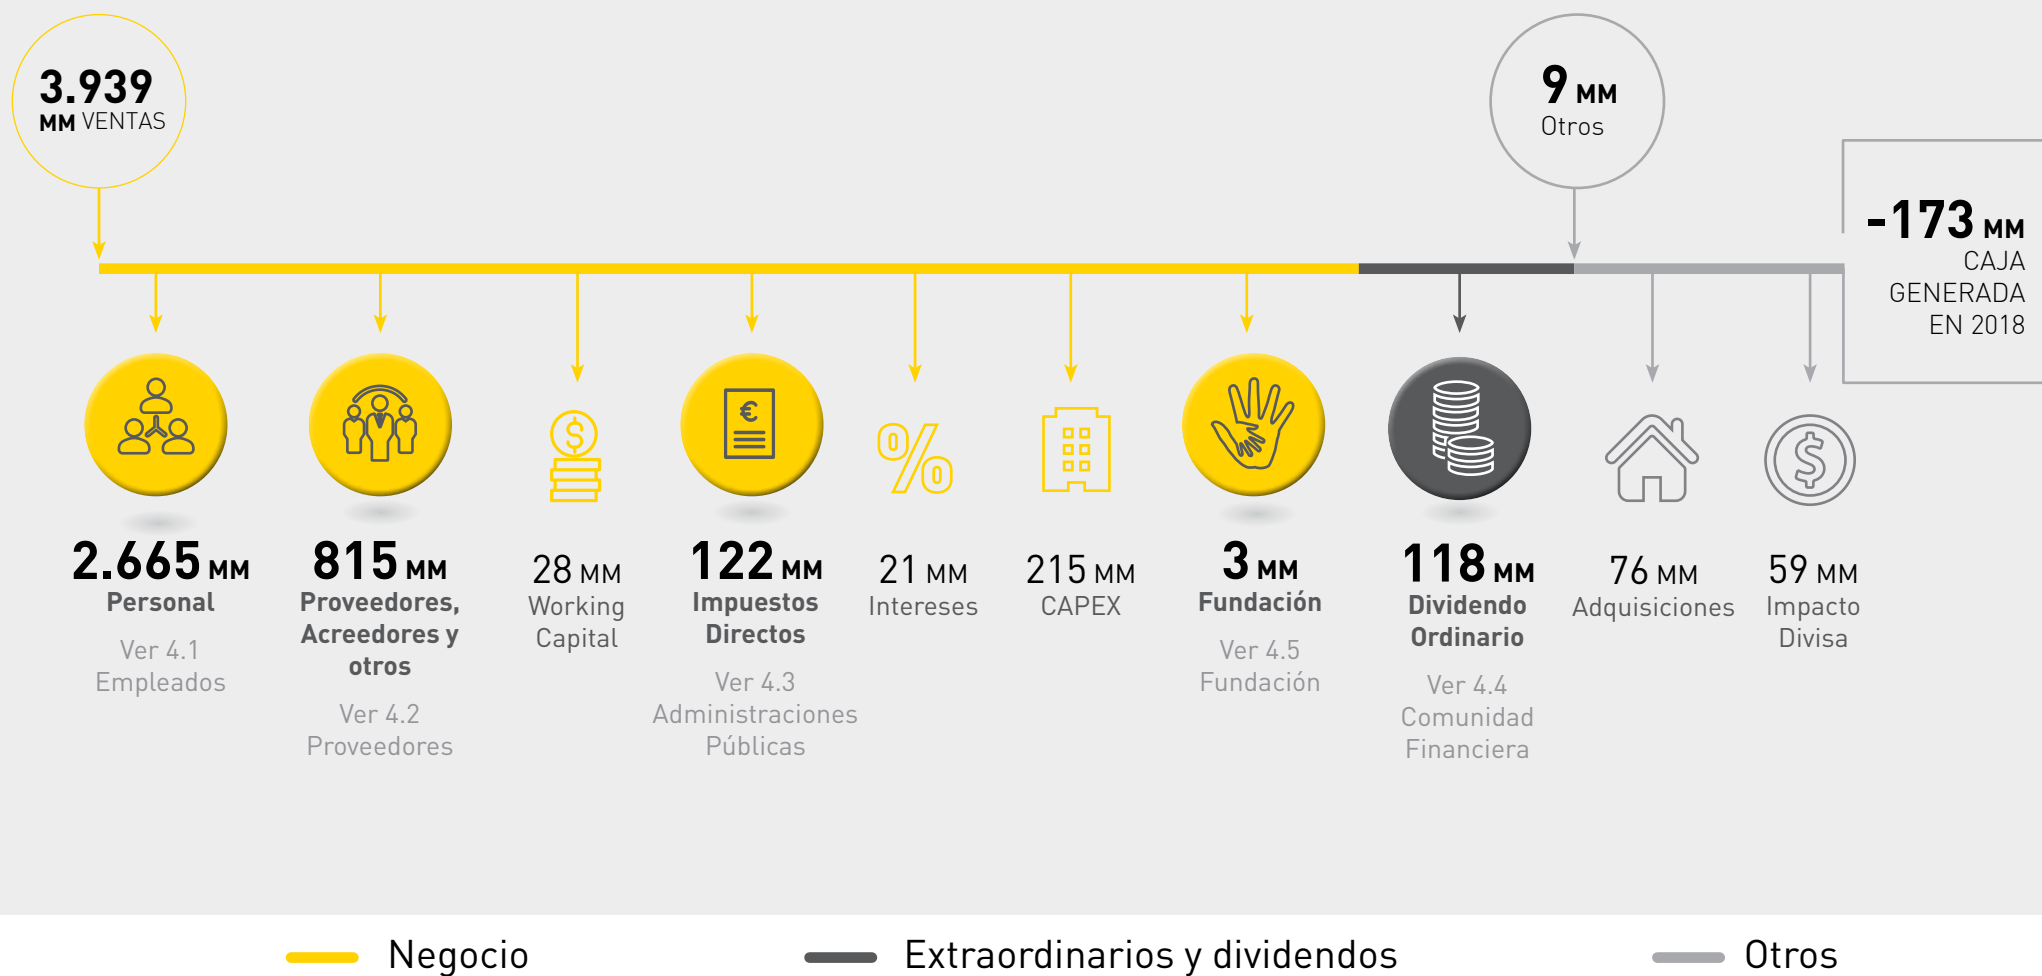 3.939
MM VENTAS
9 MM
Otros
-173 MM
CAJA
GENERADA
EN 2018
€
$
%
$
2.665 MM
Personal
Ver 4.1
Empleados
815 MM
Proveedores,
Acreedores y
otros
Ver 4.2
Proveedores
28 MM
Working
Capital
122 MM
Impuestos
Directos
Ver 4.3
Administraciones
Públicas
21 MM
Intereses
215 MM
CAPEX
3 MM
Fundación
Ver 4.5
Fundación
118 MM
Dividendo
Ordinario
Ver 4.4
Comunidad
Financiera
76 MM
Adquisiciones
59 MM
Impacto
Divisa
Negocio
Extraordinarios y dividendos
Otros